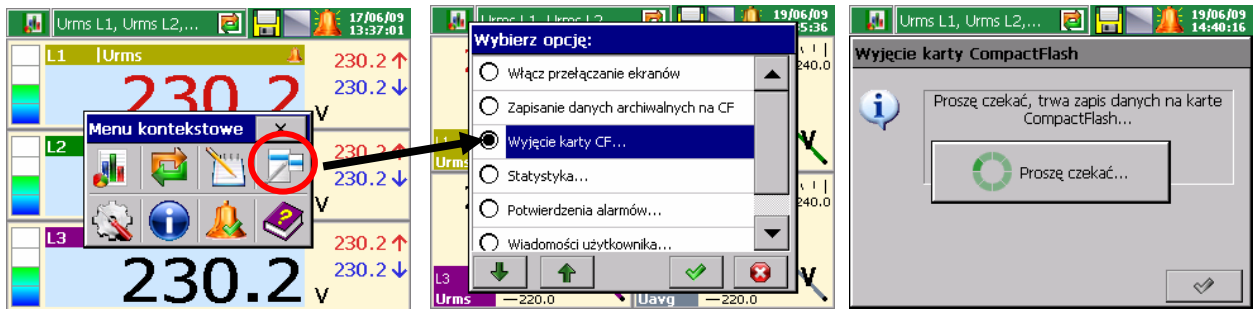 Urms L1, Urms L2,...
17/06/09
13:37:01
L1 |Urms
230.2
230.2
230.2
V
Menu kontekstowe
L2
230.2
230.2
V
L3
230.2
230.2
230.2
V
Urms L1, Urms L2
19/06/09
5:36
Wybierz opcję:
240.0
Włącz przełączanie ekranów
Zapisanie danych archiwalnych na CF
Wyjęcie karty CF...
L1
Urms
V
Statystyka...
Potwierdzenia alarmów...
240.0
Wiadomości użytkownika...
L3
V
Urms
-220.0
Uavg
-220.0
Urms L1, Urms L2,...
19/06/09
14:40:16
Wyjęcie karty CompactFlash
Proszę czekać, trwa zapis danych na karte
CompactFlash...
Proszę czekać...